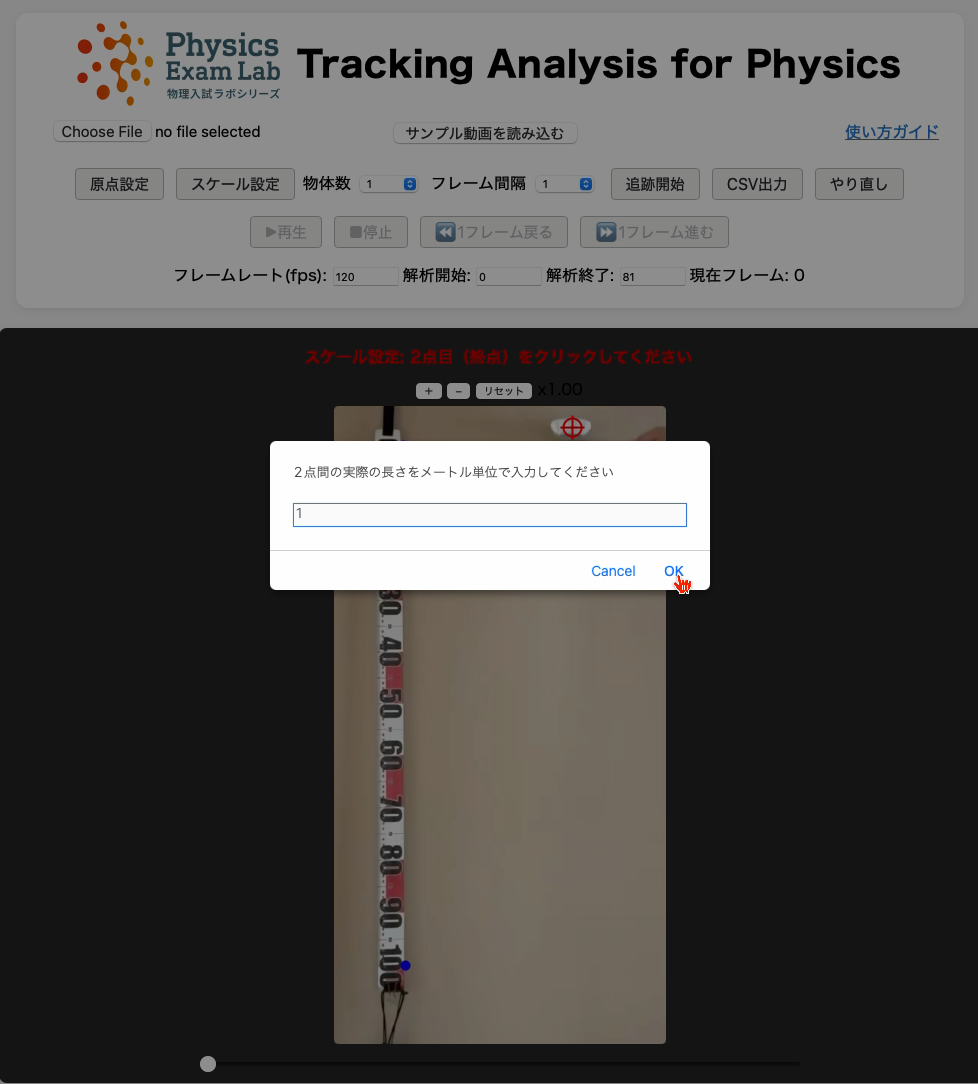 Physics
Exam Lab
物理入試ラボシリーズ
Tracking Analysis for Physics
Choose File no file selected
サンプル動画を読み込む
使い方ガイド
原点設定
スケール設定
物体数 1
フレーム間隔 1
追跡開始
CSV出力
やり直し
▶再生
■停止
⏪1フレーム戻る
⏩1フレーム進む
フレームレート(fps): 120 解析開始: 0 解析終了: 81 現在フレーム: 0
スケール設定: 2点目（終点）をクリックしてください
+ − リセット x1.00
2点間の実際の長さをメートル単位で入力してください
1
Cancel
OK
30
40
50
60
70
80
90
100